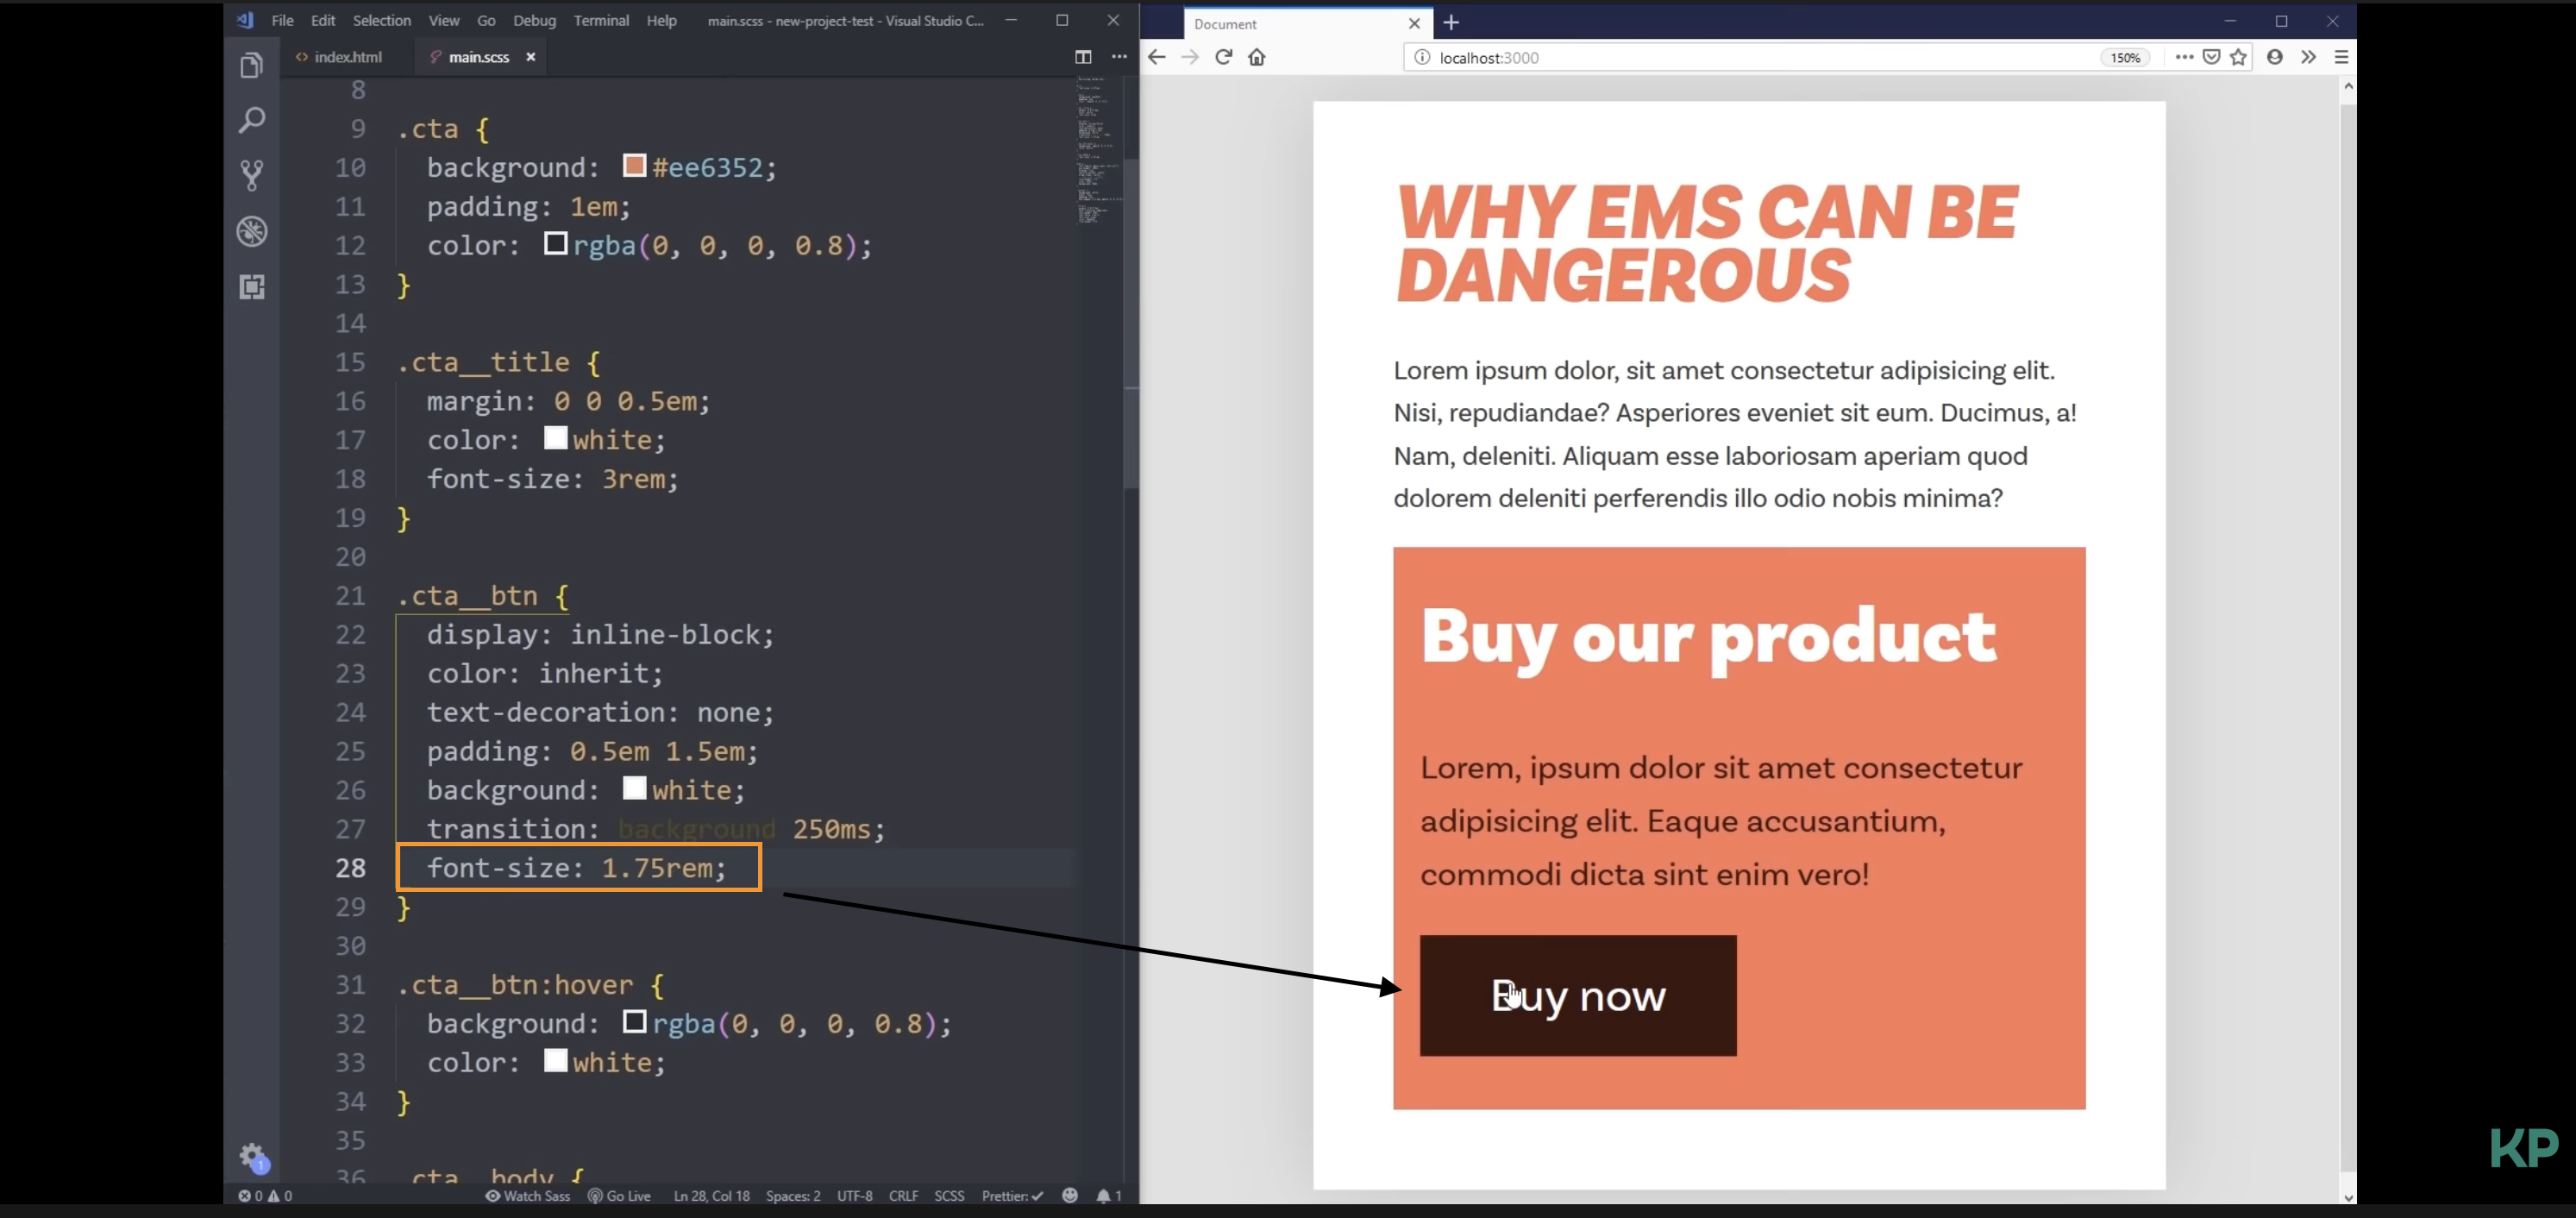 File Edit Selection View Go Debug Terminal Help main.scss - new-project-test - Visual Studio C...
index.html main.scss
8
9 .cta {
10 background: #ee6352;
11 padding: 1em;
12 color: rgba(0, 0, 0, 0.8);
13 }
14
15 .cta__title {
16 margin: 0 0 0.5em;
17 color: white;
18 font-size: 3rem;
19 }
20
21 .cta__btn {
22 display: inline-block;
23 color: inherit;
24 text-decoration: none;
25 padding: 0.5em 1.5em;
26 background: white;
27 transition: background 250ms;
28 font-size: 1.75rem;
29 }
30
31 .cta__btn:hover {
32 background: rgba(0, 0, 0, 0.8);
33 color: white;
34 }
35
36 .cta__body {
1
0 0 Watch Sass Go Live Ln 28, Col 18 Spaces: 2 UTF-8 CRLF SCSS Prettier: 1
Document
localhost:3000 150%
WHY EMS CAN BE
DANGEROUS
Lorem ipsum dolor, sit amet consectetur adipisicing elit.
Nisi, repudiandae? Asperiores eveniet sit eum. Ducimus, a!
Nam, deleniti. Aliquam esse laboriosam aperiam quod
dolorem deleniti perferendis illo odio nobis minima?
Buy our product
Lorem, ipsum dolor sit amet consectetur
adipisicing elit. Eaque accusantium,
commodi dicta sint enim vero!
Buy now
KP